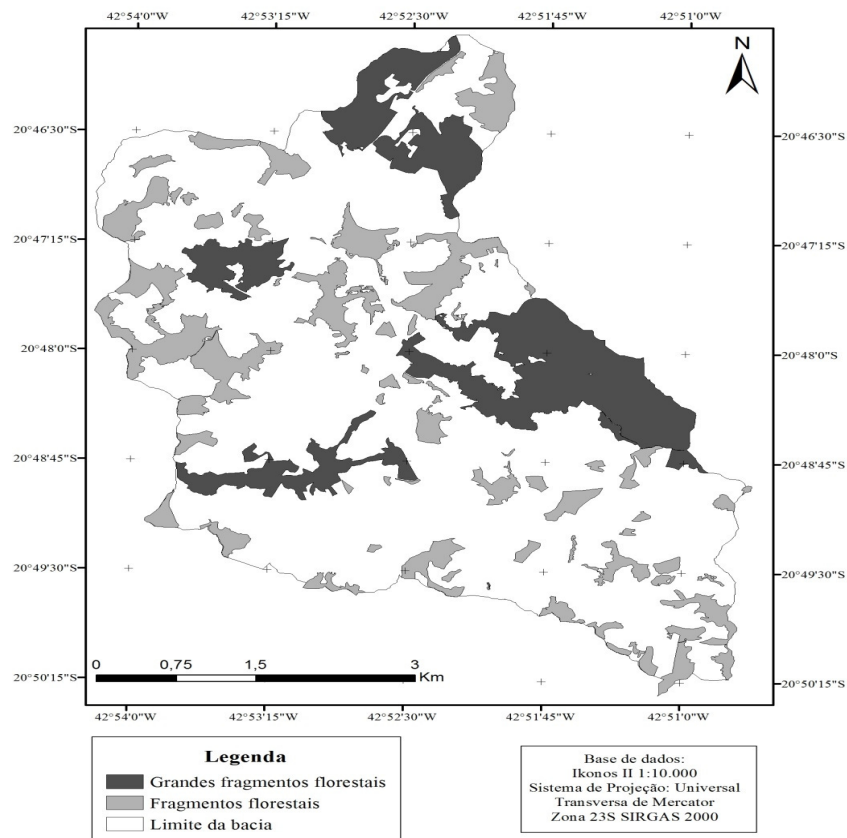 42°54'0"W 42°53'15"W 42°52'30"W 42°51'45"W 42°51'0"W
N
20°46'30"S 20°46'30"S
20°47'15"S 20°47'15"S
20°48'0"S 20°48'0"S
20°48'45"S 20°48'45"S
20°49'30"S 20°49'30"S
0 0,75 1,5 3
Km
20°50'15"S 20°50'15"S
42°54'0"W 42°53'15"W 42°52'30"W 42°51'45"W 42°51'0"W
Legenda
Grandes fragmentos florestais
Fragmentos florestais
Limite da bacia
Base de dados:
Ikonos II 1:10.000
Sistema de Projeção: Universal
Transversa de Mercator
Zona 23S SIRGAS 2000